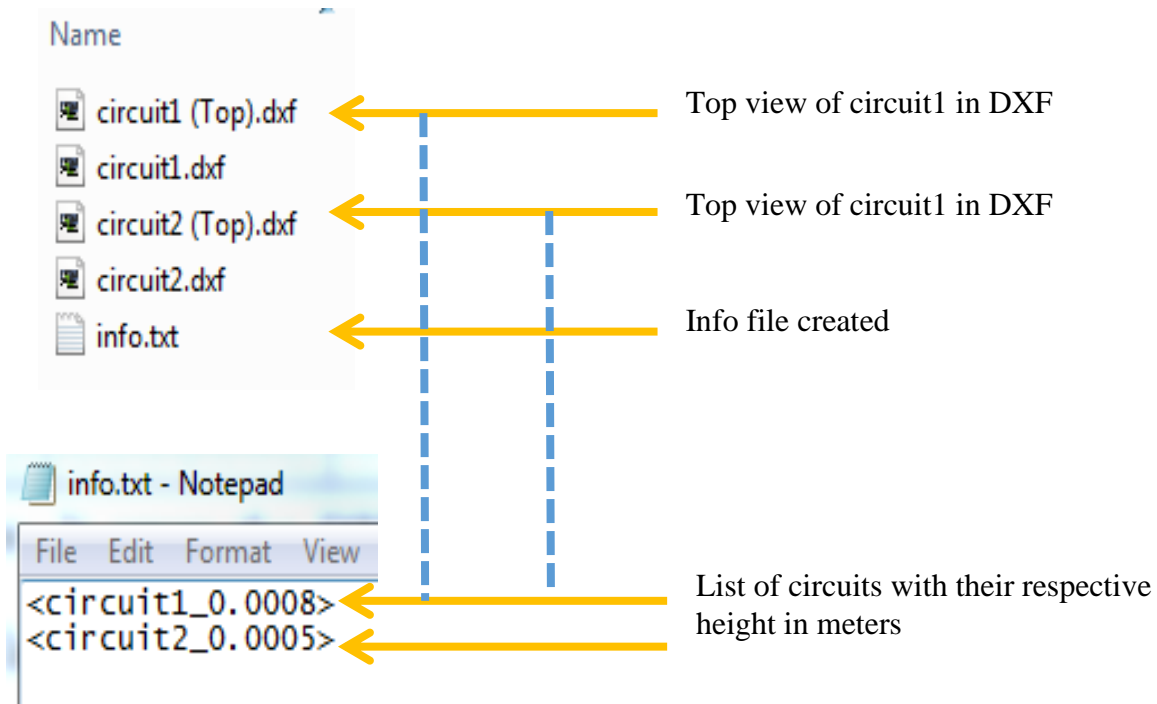 Name
circuit1 (Top).dxf
circuit1.dxf
circuit2 (Top).dxf
circuit2.dxf
info.txt
Top view of circuit1 in DXF
Top view of circuit1 in DXF
Info file created
info.txt - Notepad
File Edit Format View
<circuit1_0.0008>
<circuit2_0.0005>
List of circuits with their respective
height in meters